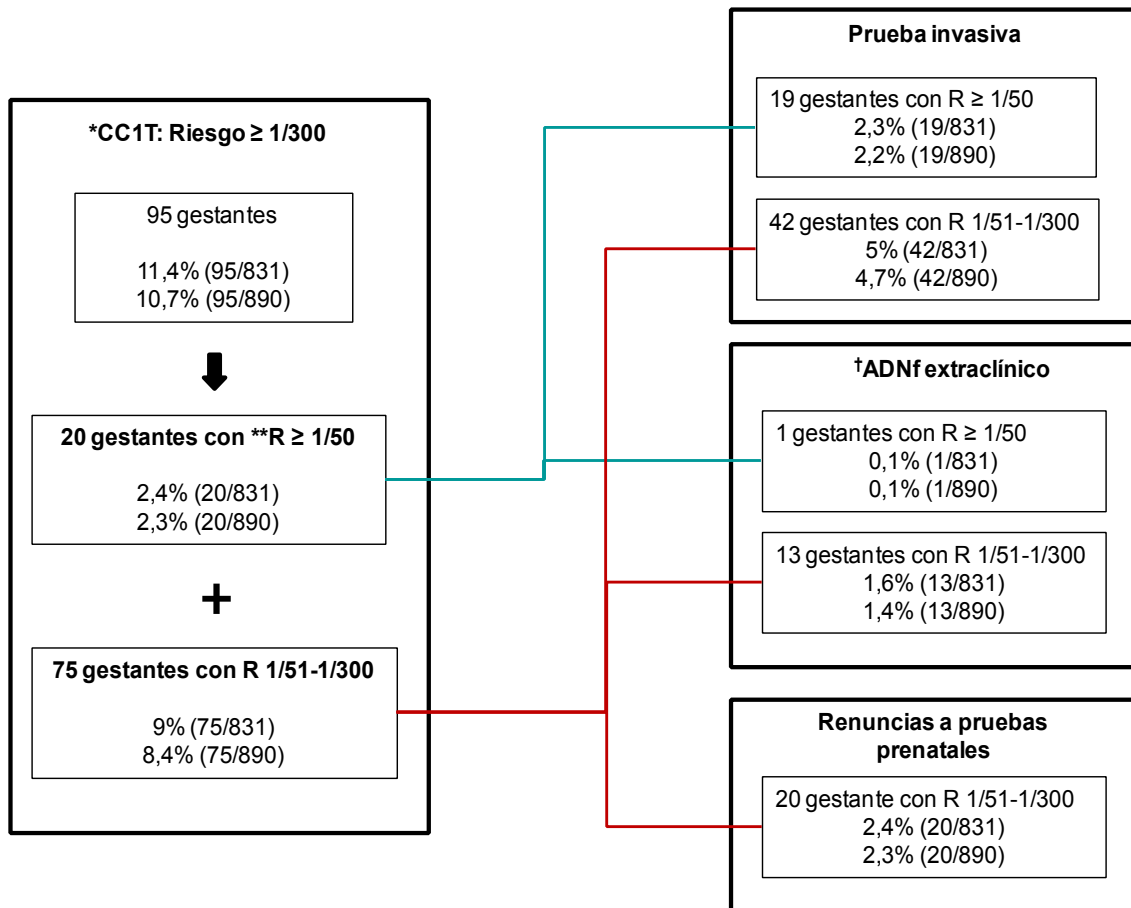 *CC1T: Riesgo ≥ 1/300
95 gestantes
11,4% (95/831)
10,7% (95/890)
20 gestantes con **R ≥ 1/50
2,4% (20/831)
2,3% (20/890)
+
75 gestantes con R 1/51-1/300
9% (75/831)
8,4% (75/890)
Prueba invasiva
19 gestantes con R ≥ 1/50
2,3% (19/831)
2,2% (19/890)
42 gestantes con R 1/51-1/300
5% (42/831)
4,7% (42/890)
†ADNf extraclínico
1 gestantes con R ≥ 1/50
0,1% (1/831)
0,1% (1/890)
13 gestantes con R 1/51-1/300
1,6% (13/831)
1,4% (13/890)
Renuncias a pruebas
prenatales
20 gestante con R 1/51-1/300
2,4% (20/831)
2,3% (20/890)